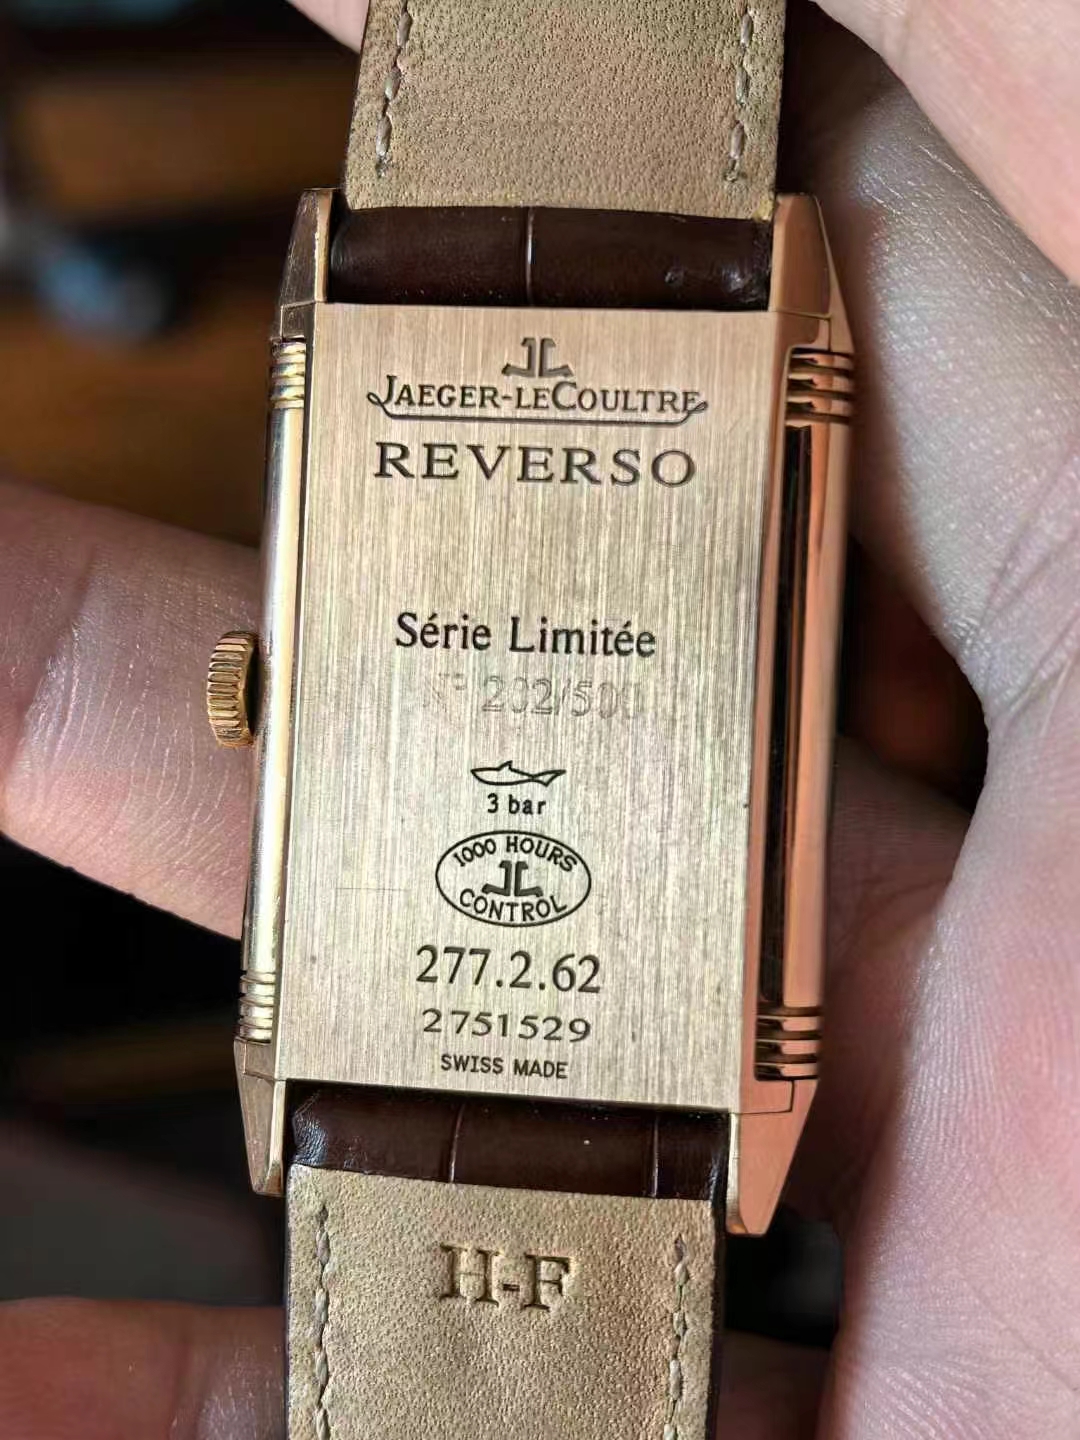 JAEGER-LECOULTRE
REVERSO
Série Limitée
N° 202/500
3 bar
1000 HOURS
CONTROL
277.2.62
2751529
SWISS MADE
H-F